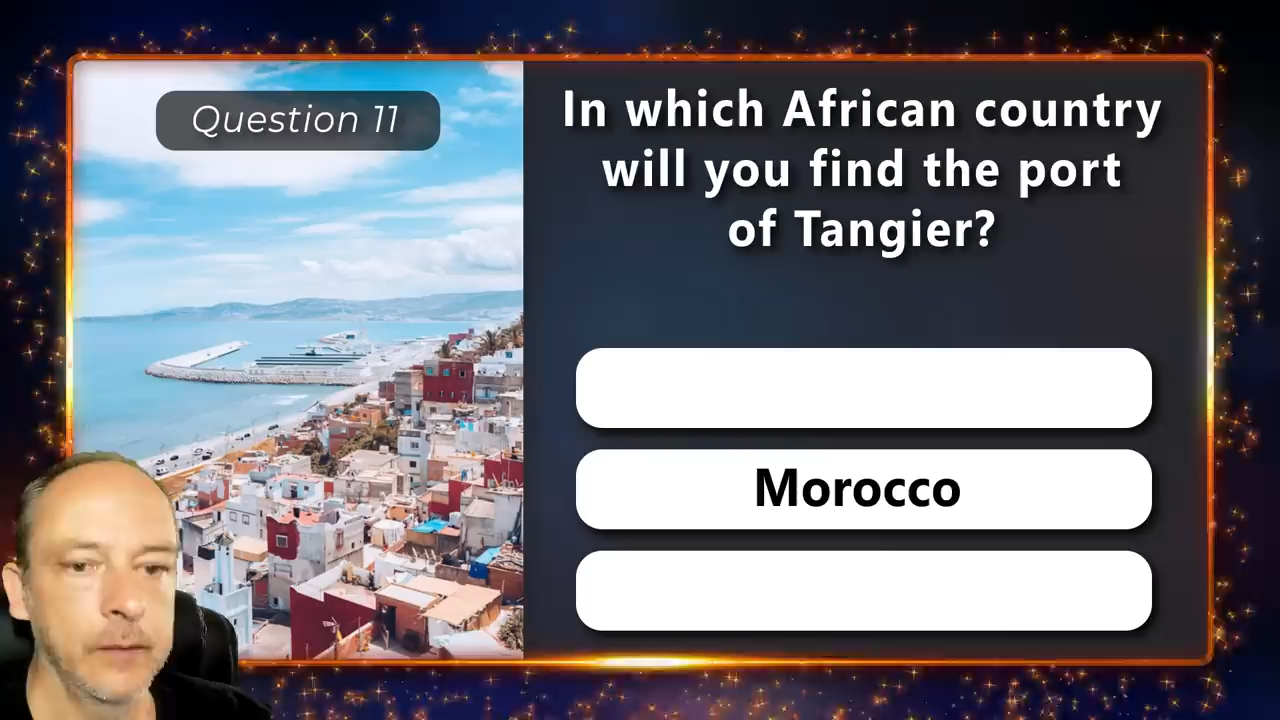 Question 11
In which African country
will you find the port
of Tangier?
Morocco